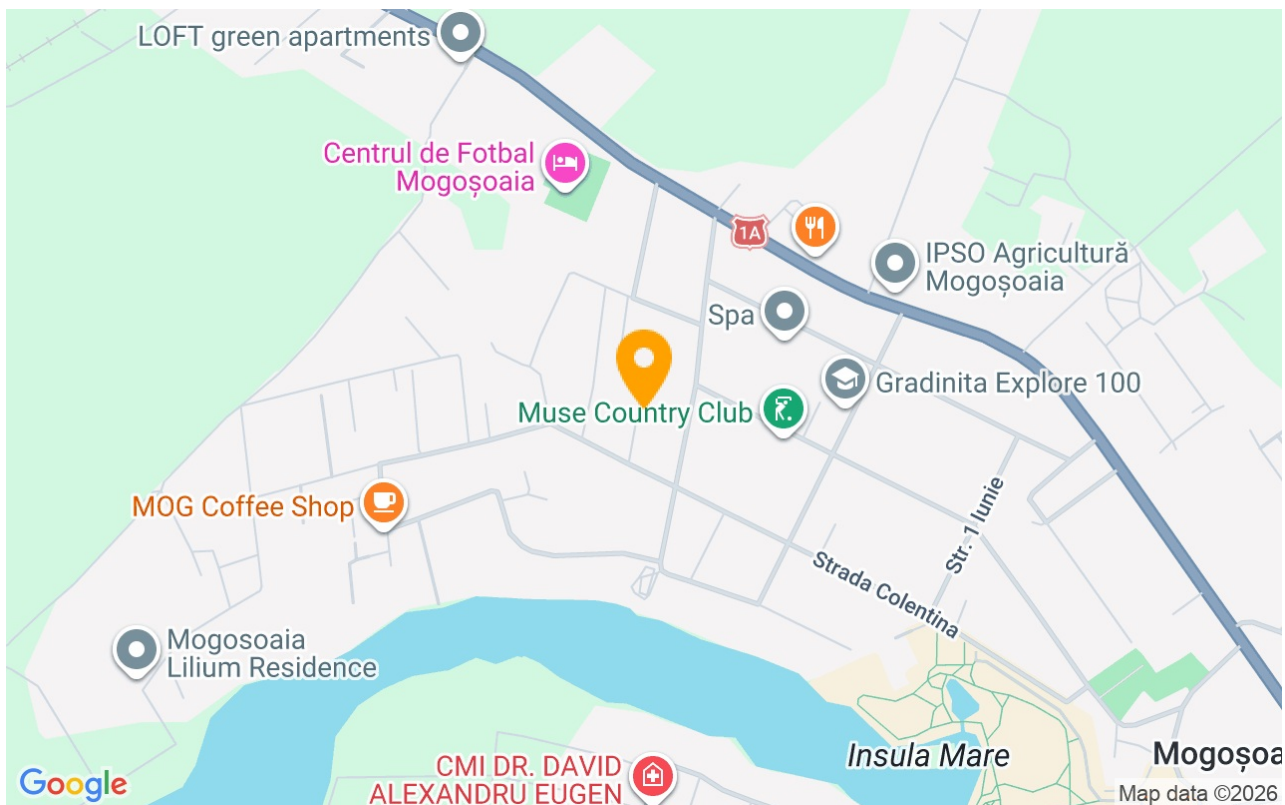 LOFT green apartments
Centrul de Fotbal
Mogoșoaia
1A
IPSO Agricultură
Mogoșoaia
Spa
Gradinita Explore 100
Muse Country Club
MOG Coffee Shop
Str. 1 Iunie
Strada Colentina
Mogosoaia
Lilium Residence
Insula Mare
Mogoșoa
CMI DR. DAVID
ALEXANDRU EUGEN
Google
Map data ©2026